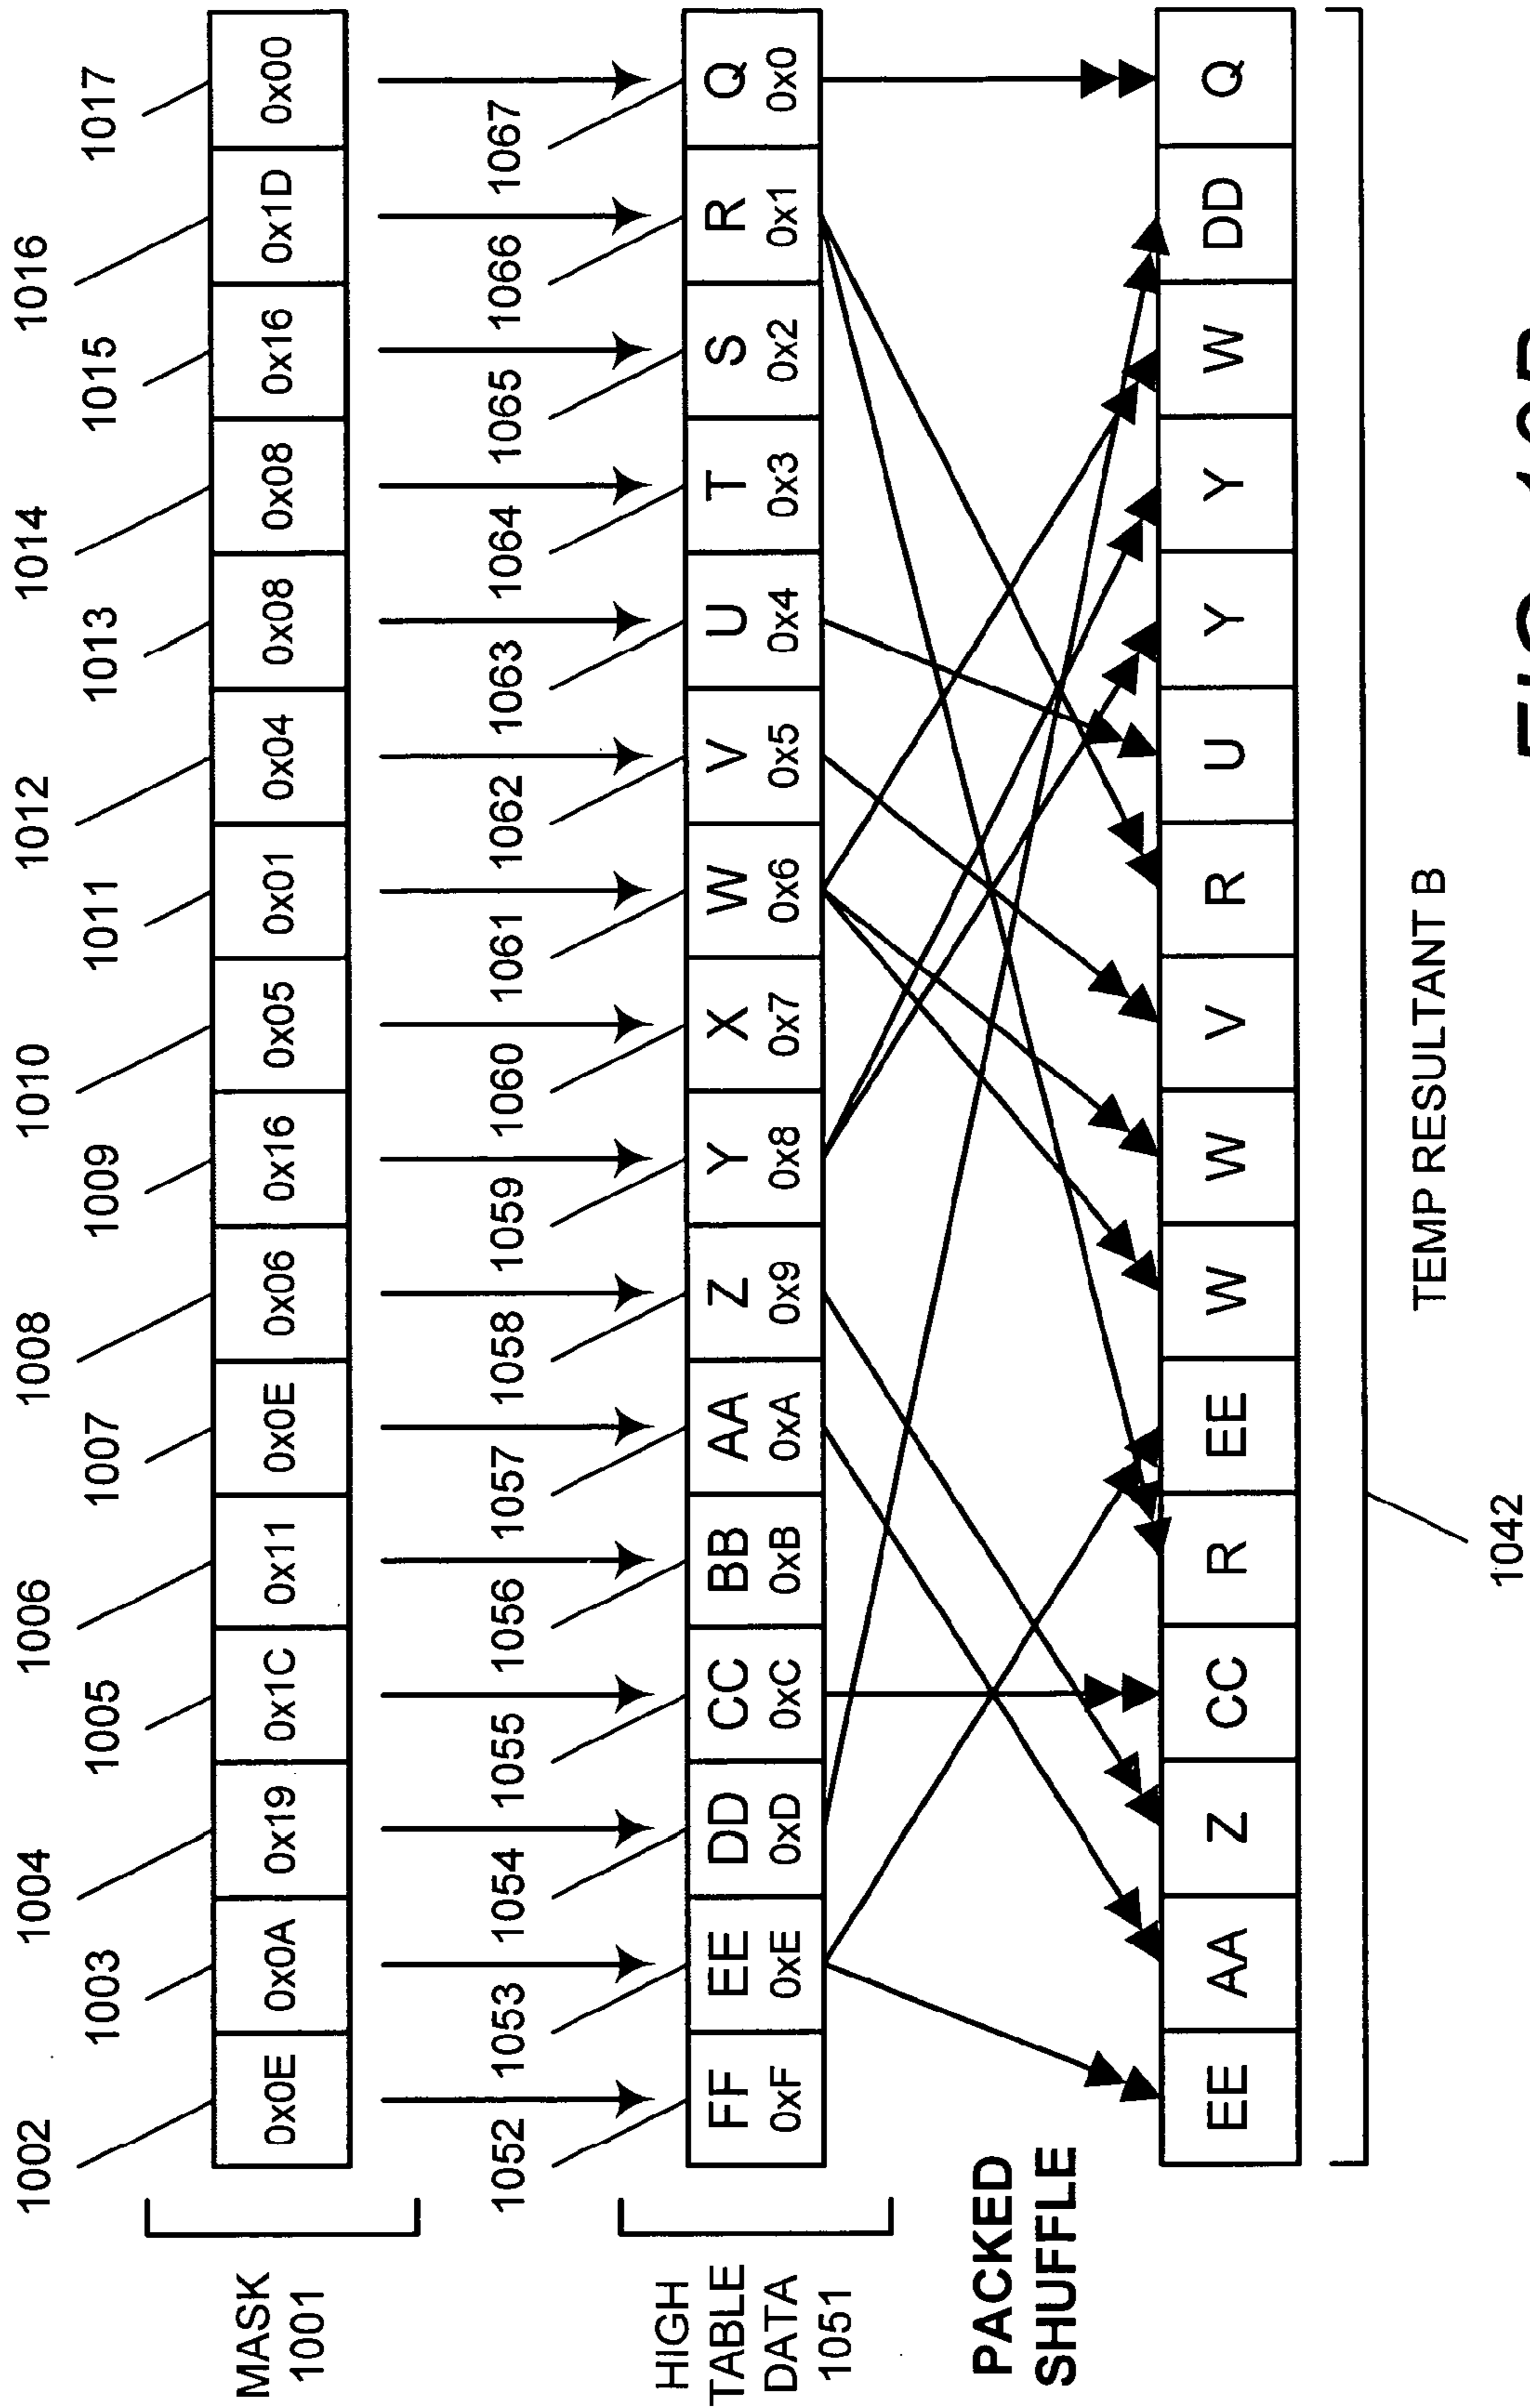 1002 1004 1006 1008 1010 1012 1014 1016
1003 1005 1007 1009 1011 1013 1015 1017
MASK
1001
0x0E 0x0A 0x19 0x1C 0x11 0x0E 0x06 0x16 0x05 0x01 0x04 0x08 0x08 0x16 0x1D 0x00
1052 1053 1054 1055 1056 1057 1058 1059 1060 1061 1062 1063 1064 1065 1066 1067
HIGH
TABLE
DATA
1051
FF EE DD CC BB AA Z Y X W V U T S R Q
0xF 0xE 0xD 0xC 0xB 0xA 0x9 0x8 0x7 0x6 0x5 0x4 0x3 0x2 0x1 0x0
PACKED
SHUFFLE
EE AA Z CC R EE W W V R U Y Y W DD Q
TEMP RESULTANT B
1042